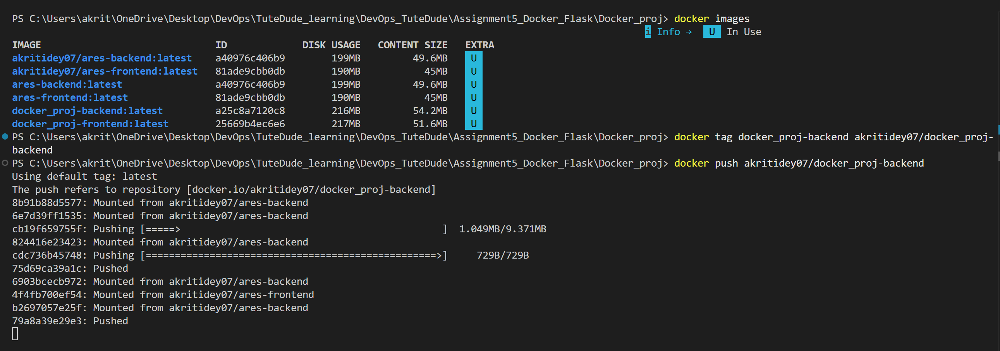 PS C:\Users\akrit\OneDrive\Desktop\DevOps\TuteDude_learning\DevOps_TuteDude\Assignment5_Docker_Flask\Docker_proj> docker images
i Info →   U  In Use
IMAGE                              ID             DISK USAGE   CONTENT SIZE   EXTRA
akritidey07/ares-backend:latest    a40976c406b9        199MB         49.6MB    U
akritidey07/ares-frontend:latest   81ade9cbb0db        190MB           45MB    U
ares-backend:latest                a40976c406b9        199MB         49.6MB    U
ares-frontend:latest               81ade9cbb0db        190MB           45MB    U
docker_proj-backend:latest         a25c8a7120c8        216MB         54.2MB    U
docker_proj-frontend:latest        25669b4ec6e6        217MB         51.6MB    U
PS C:\Users\akrit\OneDrive\Desktop\DevOps\TuteDude_learning\DevOps_TuteDude\Assignment5_Docker_Flask\Docker_proj> docker tag docker_proj-backend akritidey07/docker_proj-
backend
PS C:\Users\akrit\OneDrive\Desktop\DevOps\TuteDude_learning\DevOps_TuteDude\Assignment5_Docker_Flask\Docker_proj> docker push akritidey07/docker_proj-backend
Using default tag: latest
The push refers to repository [docker.io/akritidey07/docker_proj-backend]
8b91b88d5577: Mounted from akritidey07/ares-backend
6e7d39ff1535: Mounted from akritidey07/ares-backend
cb19f659755f: Pushing [=====>                                             ]  1.049MB/9.371MB
824416e23423: Mounted from akritidey07/ares-backend
cdc736b45748: Pushing [==================================================>]     729B/729B
75d69ca39a1c: Pushed
6903bcecb972: Mounted from akritidey07/ares-backend
4f4fb700ef54: Mounted from akritidey07/ares-frontend
b2697057e25f: Mounted from akritidey07/ares-backend
79a8a39e29e3: Pushed